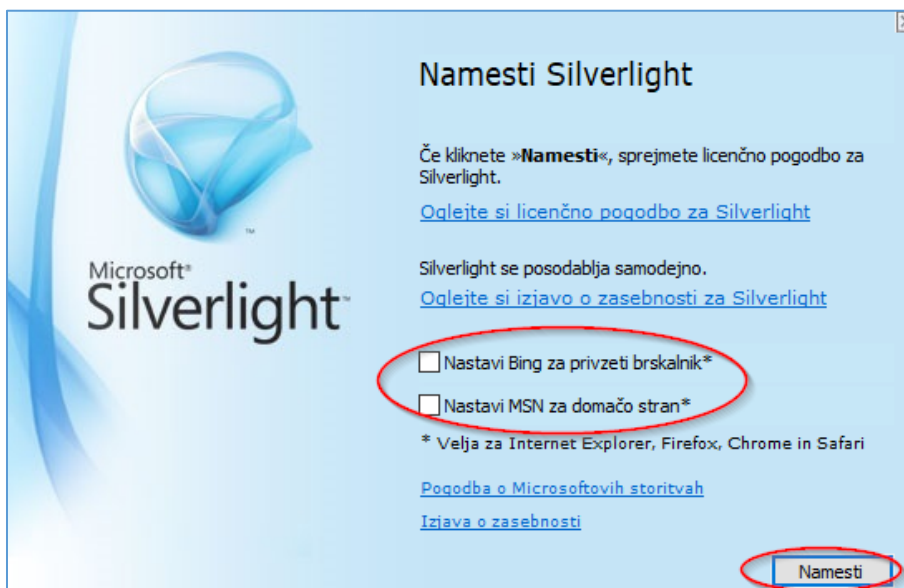 Namesti Silverlight
Če kliknete »Namesti«, sprejmete licenčno pogodbo za
Silverlight.
Oglejte si licenčno pogodbo za Silverlight
Silverlight se posodablja samodejno.
Oglejte si izjavo o zasebnosti za Silverlight
Microsoft®
Silverlight™
Nastavi Bing za privzeti brskalnik*
Nastavi MSN za domačo stran*
* Velja za Internet Explorer, Firefox, Chrome in Safari
Pogodba o Microsoftovih storitvah
Izjava o zasebnosti
Namesti